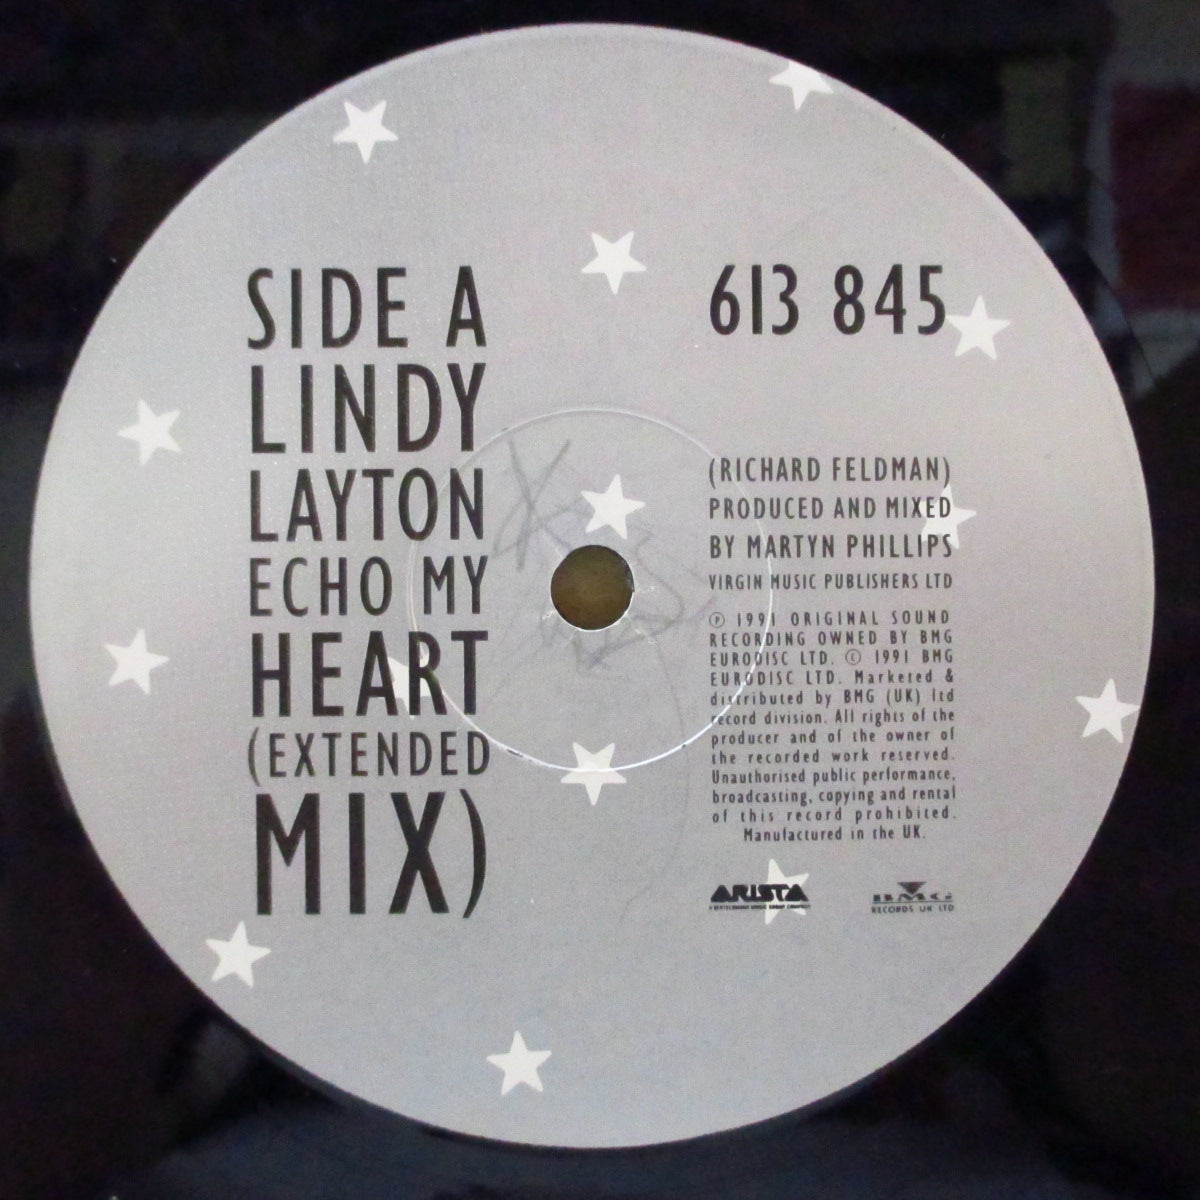 SIDE A
LINDY
LAYTON
ECHO MY
HEART
(EXTENDED
MIX)
613 845
(RICHARD FELDMAN)
PRODUCED AND MIXED
BY MARTYN PHILLIPS
VIRGIN MUSIC PUBLISHERS LTD
℗ 1991 ORIGINAL SOUND
RECORDING OWNED BY BMG
EURODISC LTD. © 1991 BMG
EURODISC LTD. Marketed &
distributed by BMG (UK) ltd
record division. All rights of the
producer and of the owner of
the recorded work reserved.
Unauthorised public performance,
broadcasting, copying and rental
of this record prohibited.
Manufactured in the UK.
ARISTA
A BERTELSMANN MUSIC GROUP COMPANY
BMG
RECORDS UK LTD